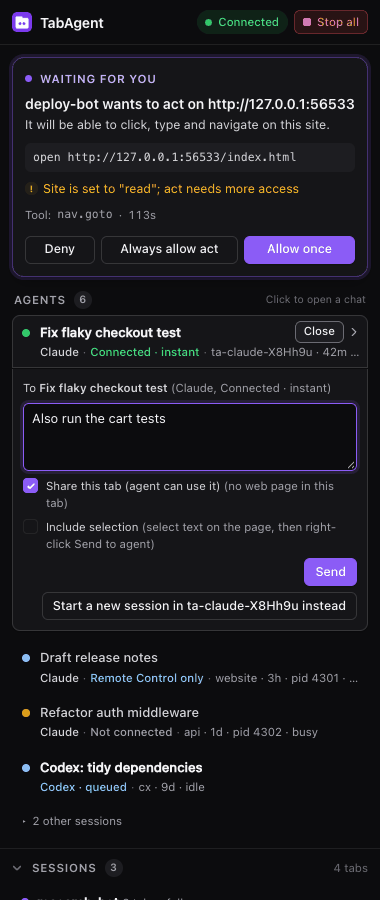 TabAgent
Connected
Stop all
WAITING FOR YOU
deploy-bot wants to act on http://127.0.0.1:56533
It will be able to click, type and navigate on this site.
open http://127.0.0.1:56533/index.html
! Site is set to "read"; act needs more access
Tool: nav.goto · 113s
Deny
Always allow act
Allow once
AGENTS 6
Click to open a chat
Fix flaky checkout test
Close
Claude · Connected · instant · ta-claude-X8Hh9u · 42m ...
To Fix flaky checkout test (Claude, Connected · instant)
Also run the cart tests
Share this tab (agent can use it) (no web page in this
tab)
Include selection (select text on the page, then right-
click Send to agent)
Send
Start a new session in ta-claude-X8Hh9u instead
Draft release notes
Claude · Remote Control only · website · 3h · pid 4301 · ...
Refactor auth middleware
Claude · Not connected · api · 1d · pid 4302 · busy
Codex: tidy dependencies
Codex · queued · cx · 9d · idle
2 other sessions
SESSIONS 3
4 tabs